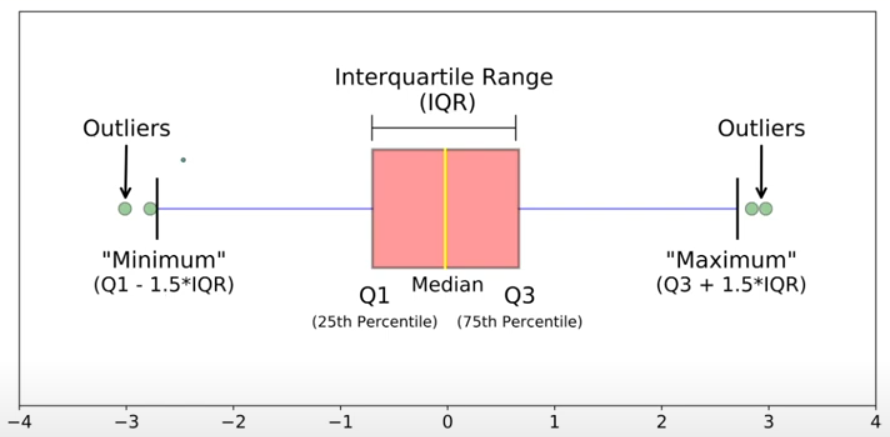 Interquartile Range
(IQR)
Outliers
Outliers
"Minimum"
(Q1 - 1.5*IQR)
"Maximum"
(Q3 + 1.5*IQR)
Median
Q1
Q3
(25th Percentile)
(75th Percentile)
−4
−3
−2
−1
0
1
2
3
4